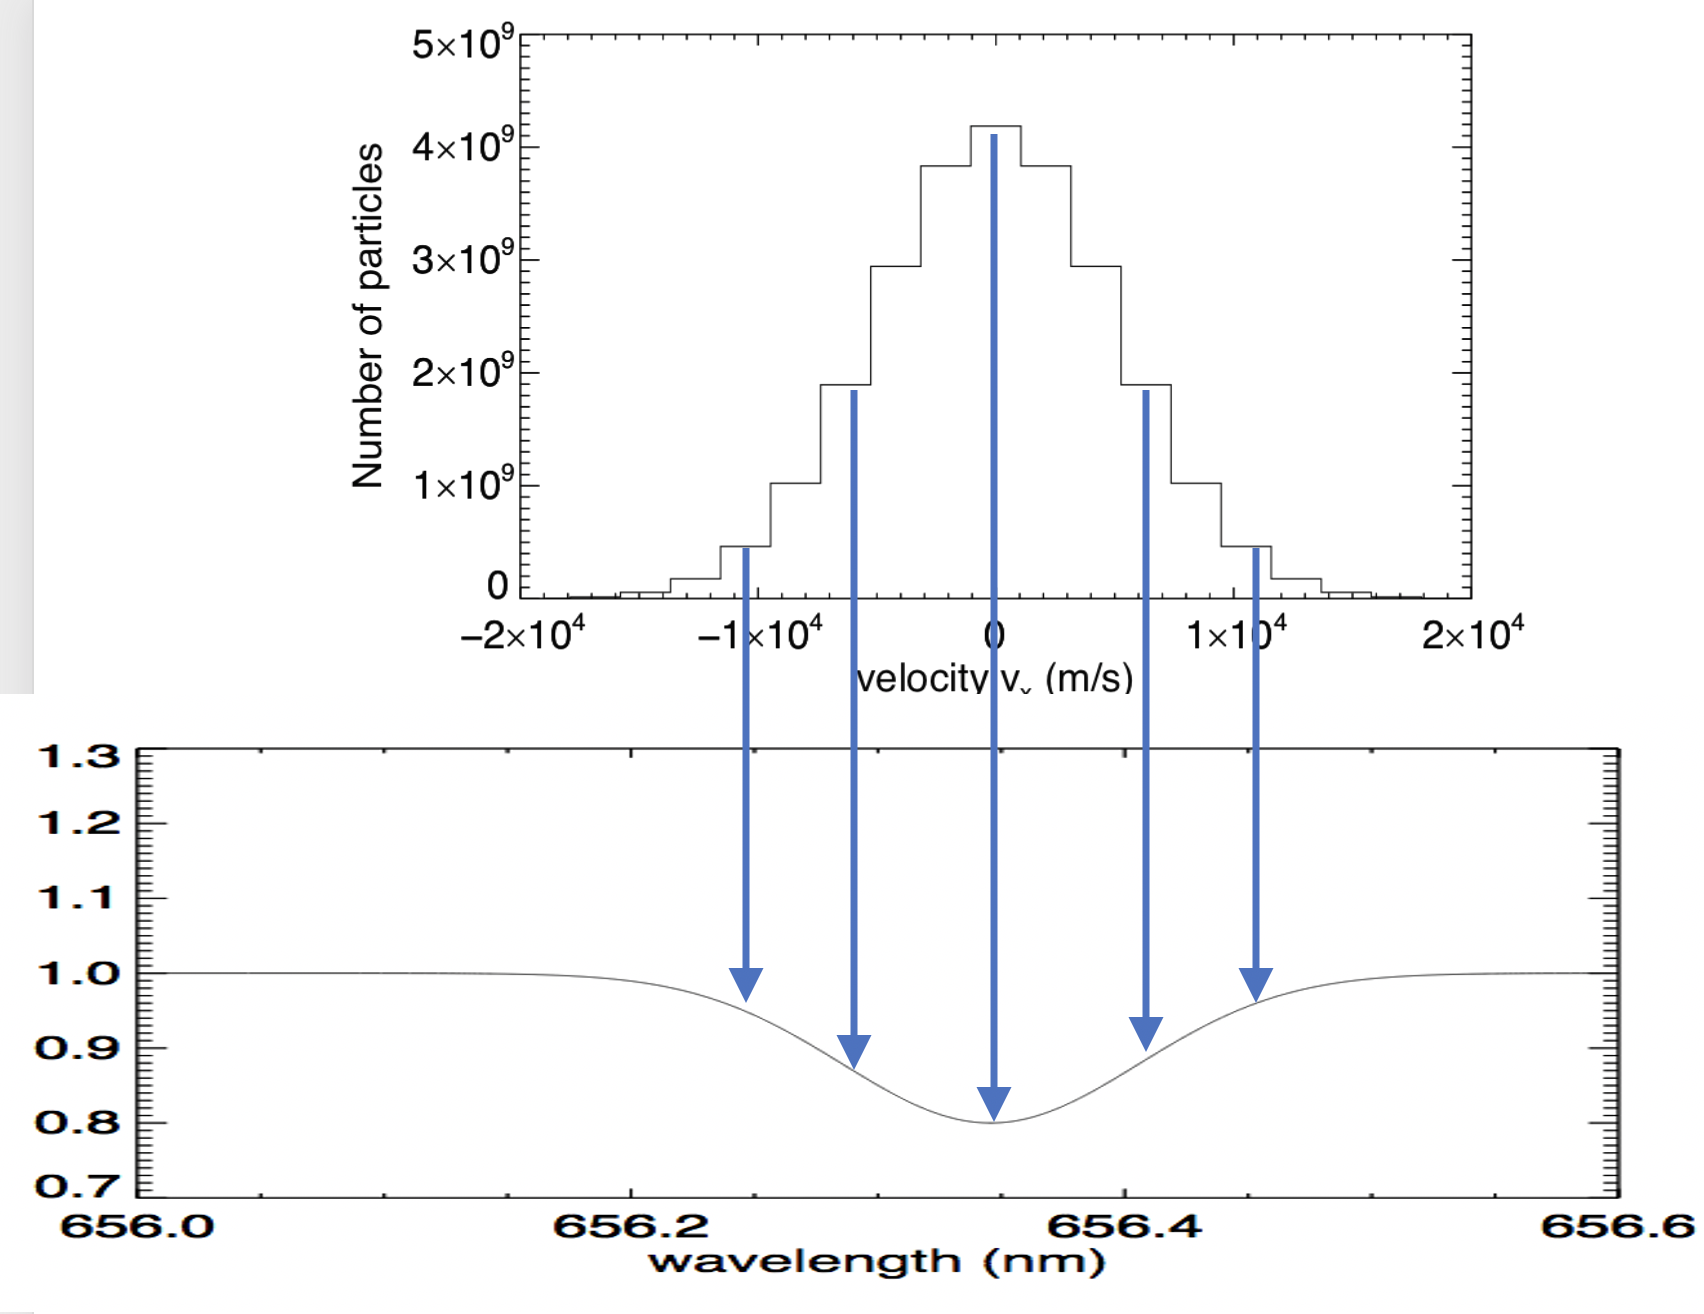 5×10⁹
4×10⁹
3×10⁹
2×10⁹
1×10⁹
0
Number of particles
−2×10⁴ −1×10⁴ 0 1×10⁴ 2×10⁴
velocity vₓ (m/s)
1.3
1.2
1.1
1.0
0.9
0.8
0.7
656.0 656.2 656.4 656.6
wavelength (nm)